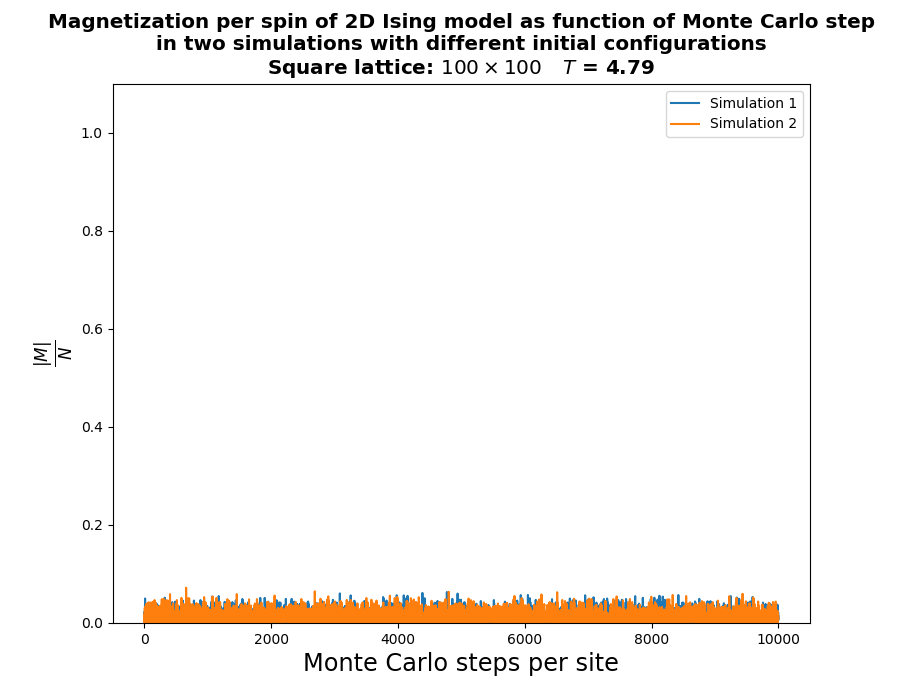 Magnetization per spin of 2D Ising model as function of Monte Carlo step
in two simulations with different initial configurations
Square lattice: 100 × 100 T = 4.79
Simulation 1
Simulation 2
1.0
0.8
0.6
0.4
0.2
0.0
|M|
N
0 2000 4000 6000 8000 10000
Monte Carlo steps per site